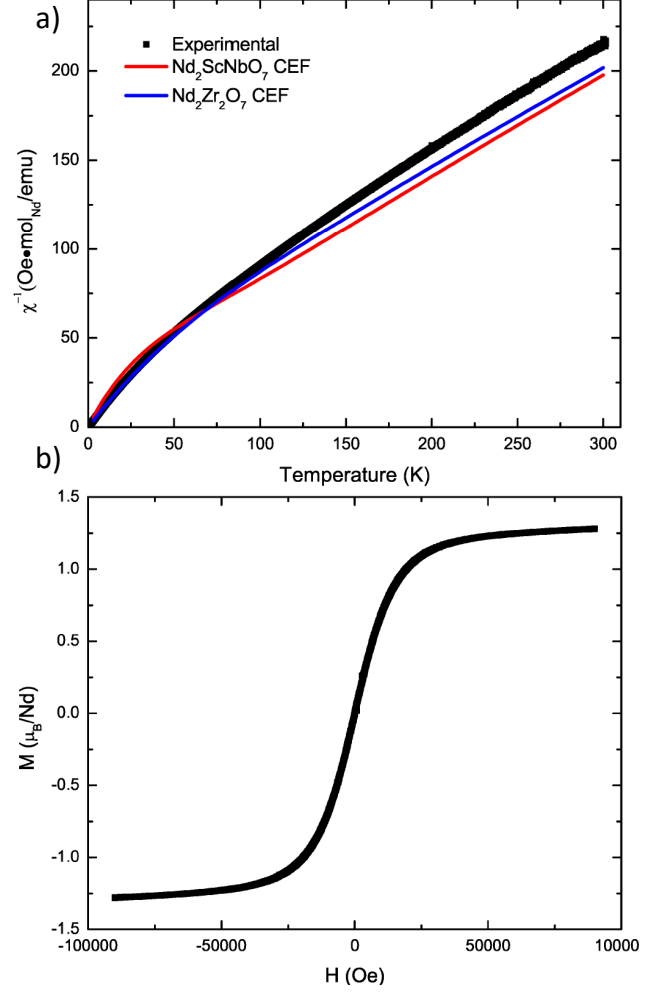 a)
Experimental
Nd₂ScNbO₇ CEF
Nd₂Zr₂O₇ CEF
χ⁻¹(Oe•mol_Nd/emu)
200
150
100
50
0
0 50 100 150 200 250 300
Temperature (K)
b)
M (μ_B/Nd)
1.5
1.0
0.5
0.0
-0.5
-1.0
-1.5
-100000 -50000 0 50000 10000
H (Oe)